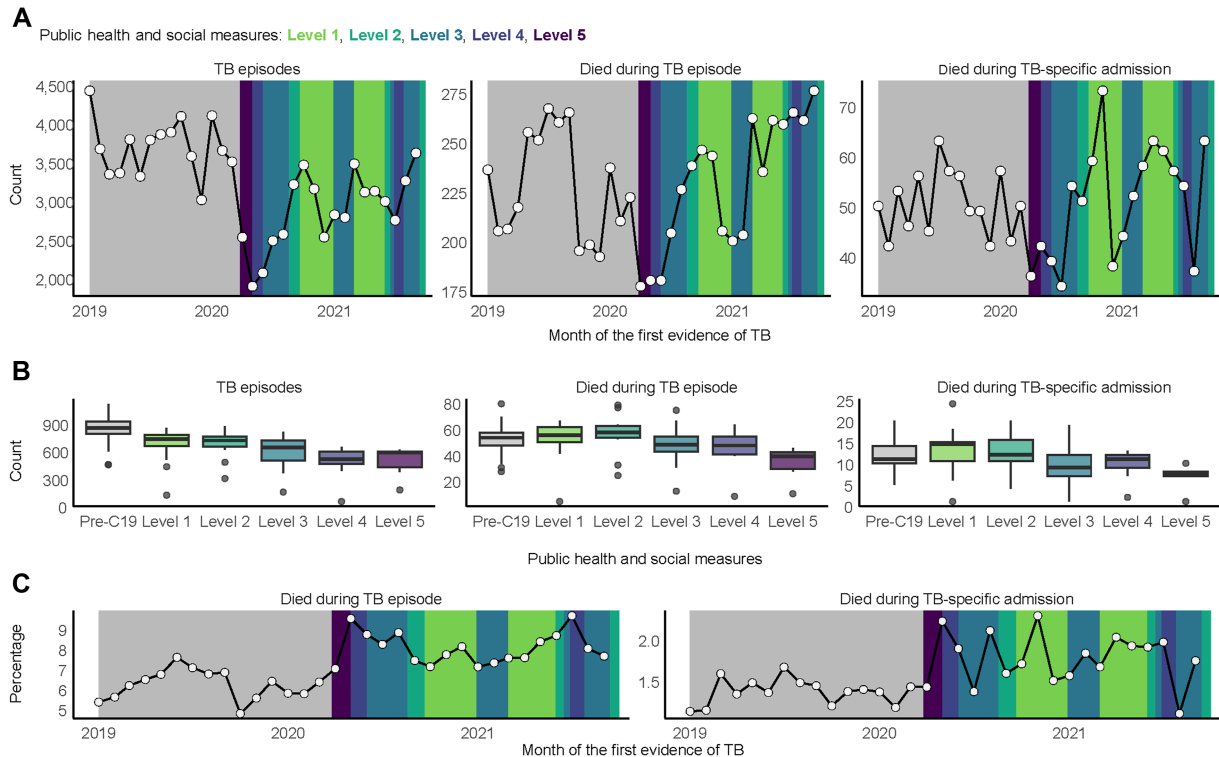 A
Public health and social measures: Level 1, Level 2, Level 3, Level 4, Level 5
TB episodes
Died during TB episode
Died during TB-specific admission
Count
4,500
4,000
3,500
3,000
2,500
2,000
275
250
225
200
175
70
60
50
40
2019
2020
2021
2019
2020
2021
2019
2020
2021
Month of the first evidence of TB
B
TB episodes
Died during TB episode
Died during TB-specific admission
Count
900
600
300
0
80
60
40
20
25
20
15
10
5
0
Pre-C19 Level 1 Level 2 Level 3 Level 4 Level 5
Pre-C19 Level 1 Level 2 Level 3 Level 4 Level 5
Pre-C19 Level 1 Level 2 Level 3 Level 4 Level 5
Public health and social measures
C
Died during TB episode
Died during TB-specific admission
Percentage
9
8
7
6
5
2.0
1.5
2019
2020
2021
2019
2020
2021
Month of the first evidence of TB